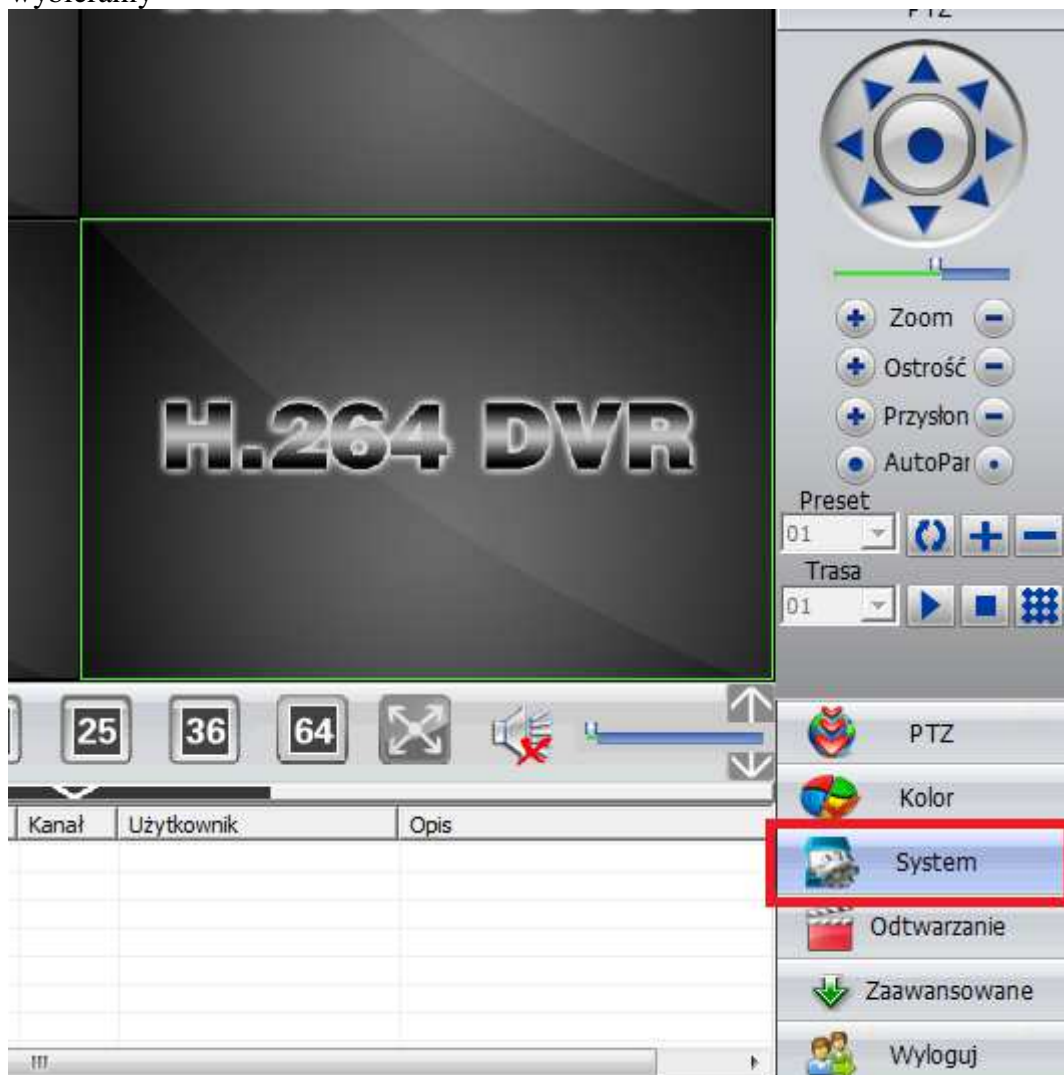 PTZ
Zoom
Ostrość
H.264 DVR
Przysłon
AutoPar
Preset
01
Trasa
01
25 36 64
PTZ
Kolor
Kanał Użytkownik Opis
System
Odtwarzanie
Zaawansowane
Wyloguj